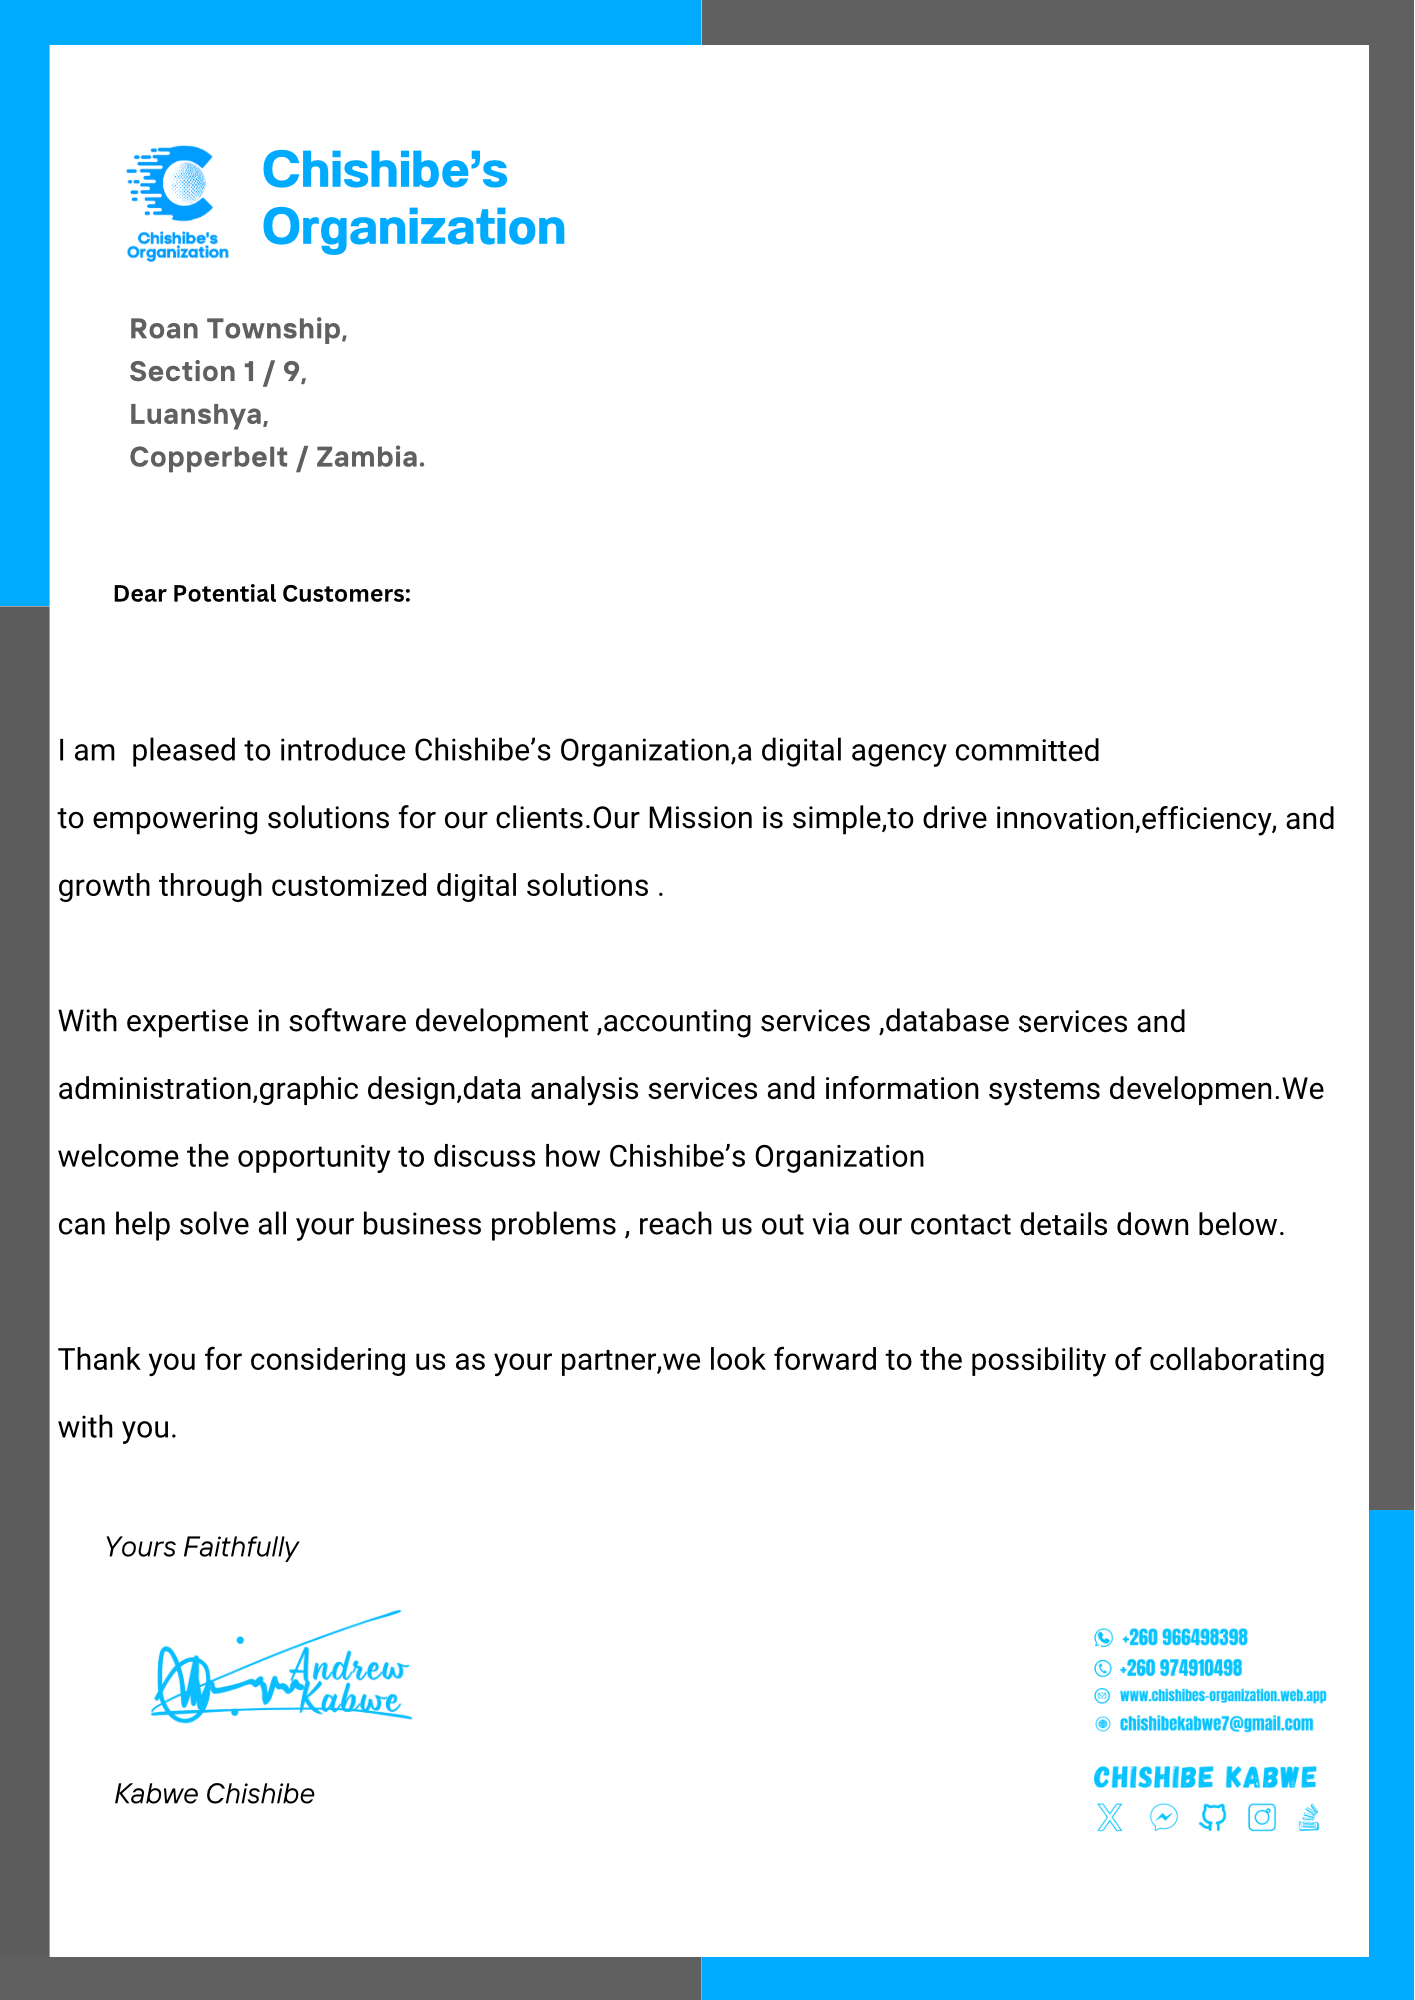 Chishibe’s
Organization
Chishibe's
Organization
Roan Township,
Section 1 / 9,
Luanshya,
Copperbelt / Zambia.
Dear Potential Customers:
I am  pleased to introduce Chishibe’s Organization,a digital agency committed
to empowering solutions for our clients.Our Mission is simple,to drive innovation,efficiency, and
growth through customized digital solutions .
With expertise in software development ,accounting services ,database services and
administration,graphic design,data analysis services and information systems developmen.We
welcome the opportunity to discuss how Chishibe’s Organization
can help solve all your business problems , reach us out via our contact details down below.
Thank you for considering us as your partner,we look forward to the possibility of collaborating
with you.
Yours Faithfully
Andrew
Kabwe
Kabwe Chishibe
+260 966498398
+260 974910498
www.chishibes-organization.web.app
chishibekabwe7@gmail.com
CHISHIBE KABWE